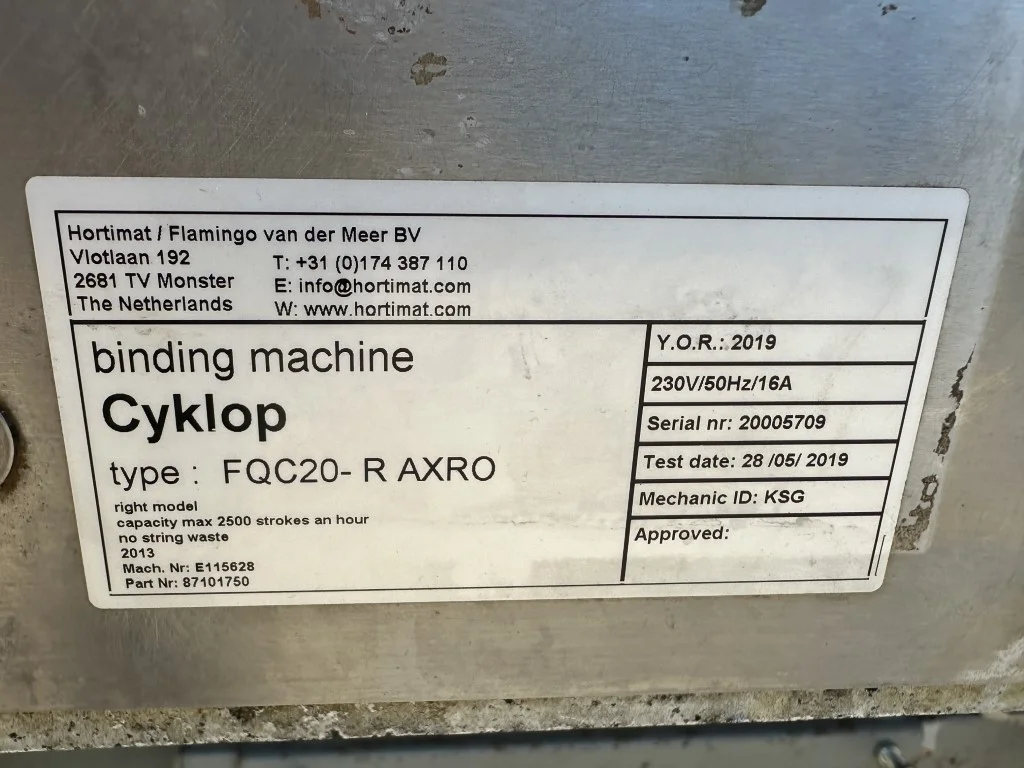 Hortimat / Flamingo van der Meer BV
Vlotlaan 192
2681 TV Monster
The Netherlands
T: +31 (0)174 387 110
E: info@hortimat.com
W: www.hortimat.com
binding machine
Cyklop
type : FQC20- R AXRO
right model
capacity max 2500 strokes an hour
no string waste
2013
Mach. Nr: E115628
Part Nr: 87101750
Y.O.R.: 2019
230V/50Hz/16A
Serial nr: 20005709
Test date: 28 /05/ 2019
Mechanic ID: KSG
Approved: